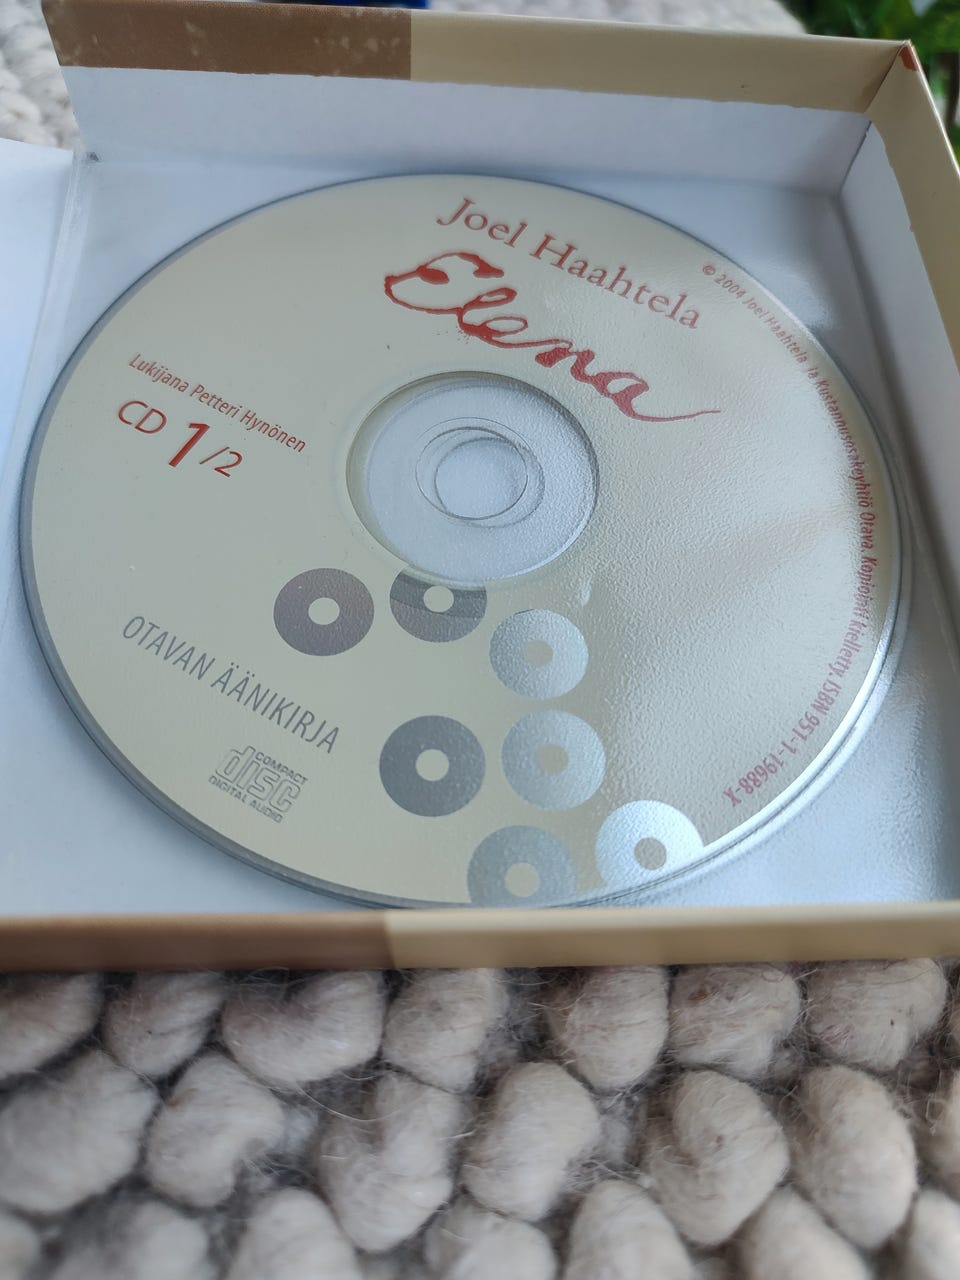 Joel Haahtela
Elena
© 2004 Joel Haahtela ja Kustannusosakeyhtiö Otava. Kopiointi kielletty. ISBN 951-1-19688-X
Lukijana Petteri Hynönen
CD 1/2
OTAVAN ÄÄNIKIRJA
COMPACT
disc
DIGITAL AUDIO